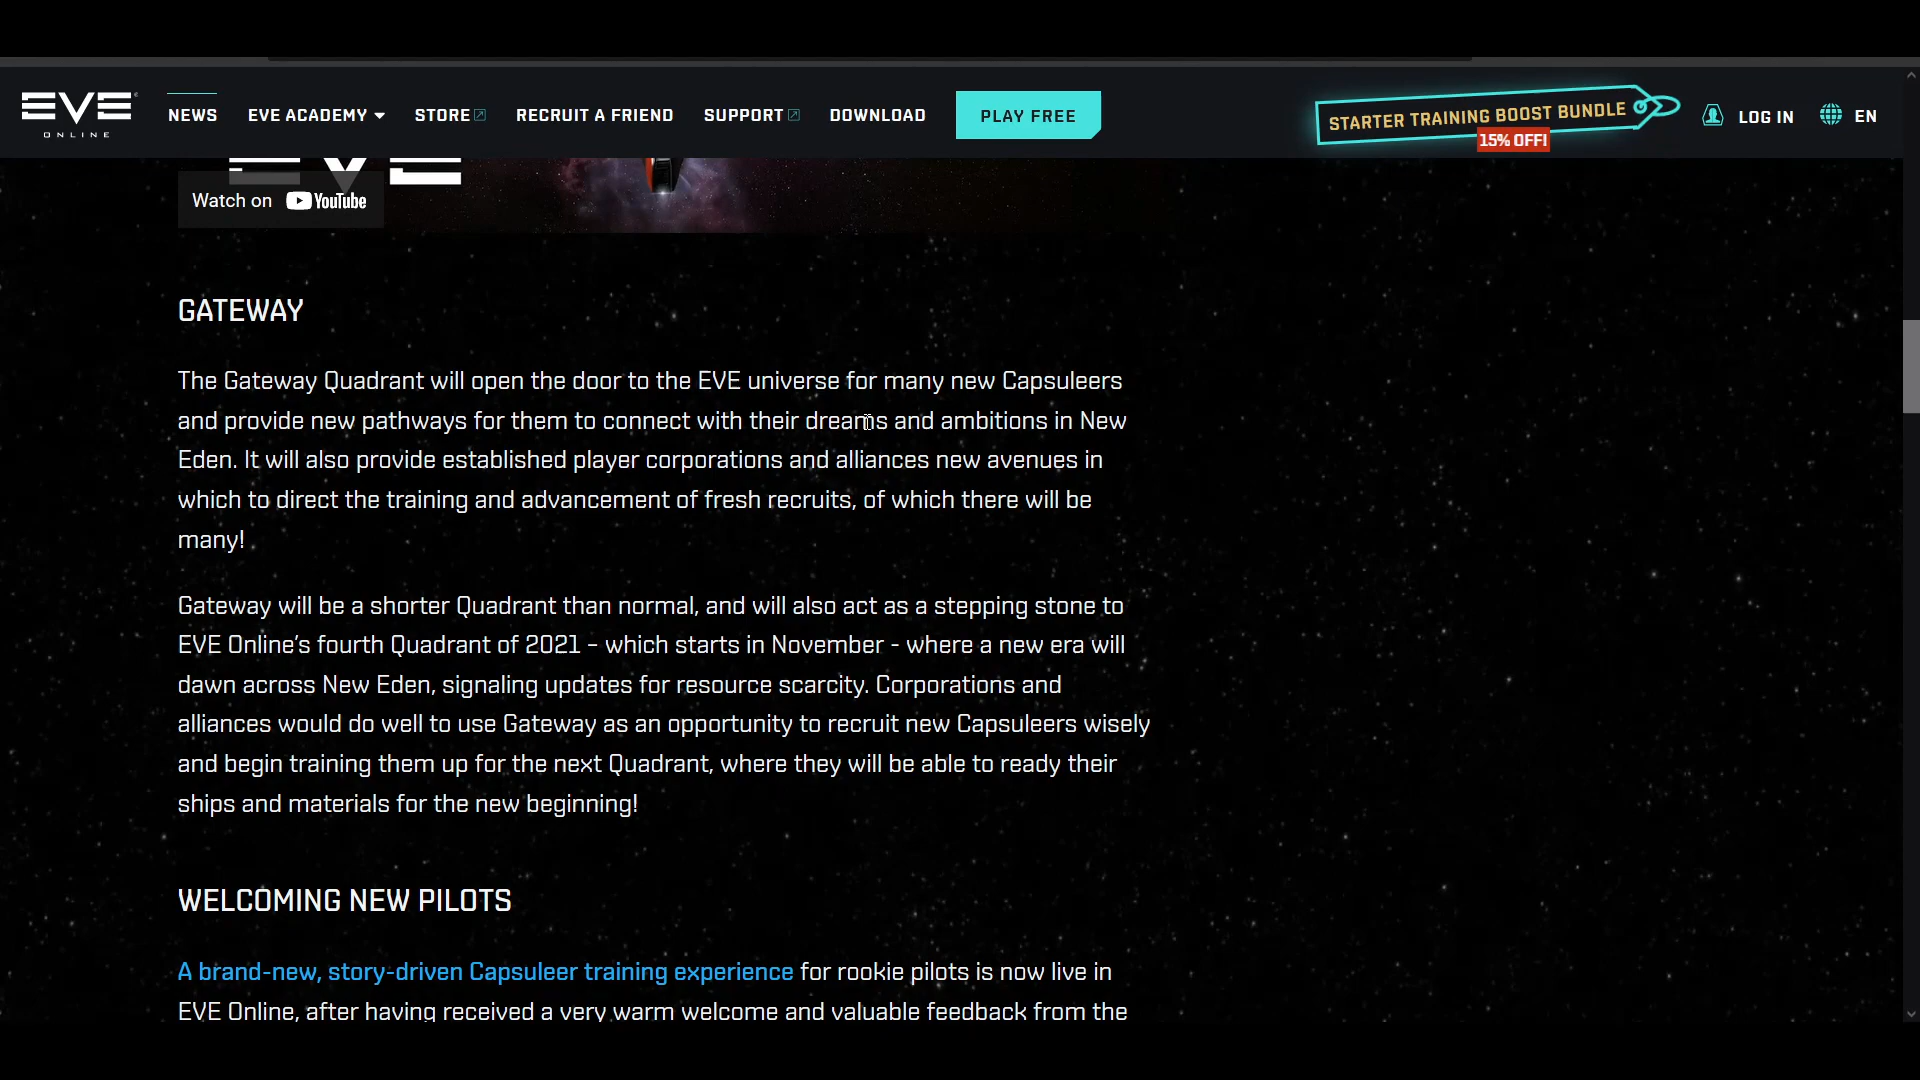 EVE
ONLINE
NEWS
EVE ACADEMY
STORE
RECRUIT A FRIEND
SUPPORT
DOWNLOAD
PLAY FREE
STARTER TRAINING BOOST BUNDLE
15% OFF!
LOG IN
EN
EVE
Watch on YouTube
GATEWAY
The Gateway Quadrant will open the door to the EVE universe for many new Capsuleers
and provide new pathways for them to connect with their dreams and ambitions in New
Eden. It will also provide established player corporations and alliances new avenues in
which to direct the training and advancement of fresh recruits, of which there will be
many!
Gateway will be a shorter Quadrant than normal, and will also act as a stepping stone to
EVE Online’s fourth Quadrant of 2021 – which starts in November - where a new era will
dawn across New Eden, signaling updates for resource scarcity. Corporations and
alliances would do well to use Gateway as an opportunity to recruit new Capsuleers wisely
and begin training them up for the next Quadrant, where they will be able to ready their
ships and materials for the new beginning!
WELCOMING NEW PILOTS
A brand-new, story-driven Capsuleer training experience for rookie pilots is now live in
EVE Online, after having received a very warm welcome and valuable feedback from the